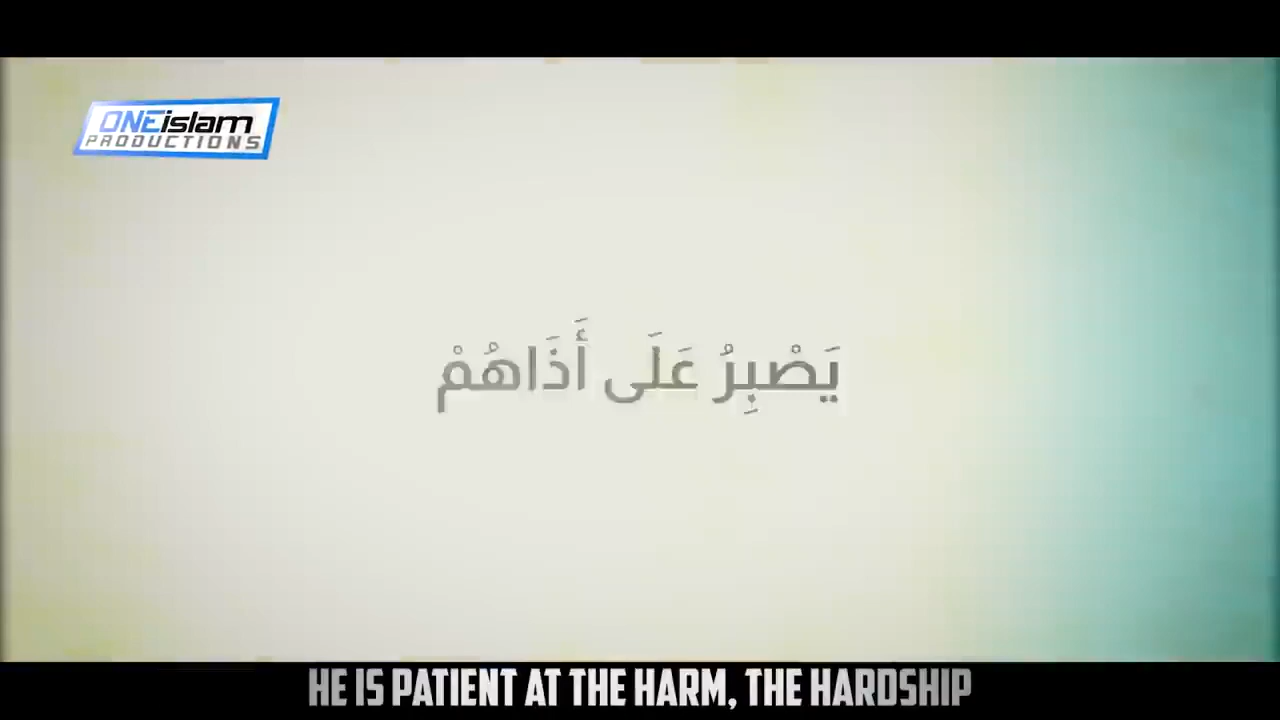 ONEislam
PRODUCTIONS
يَصْبِرُ عَلَى أَذَاهُمْ
HE IS PATIENT AT THE HARM, THE HARDSHIP